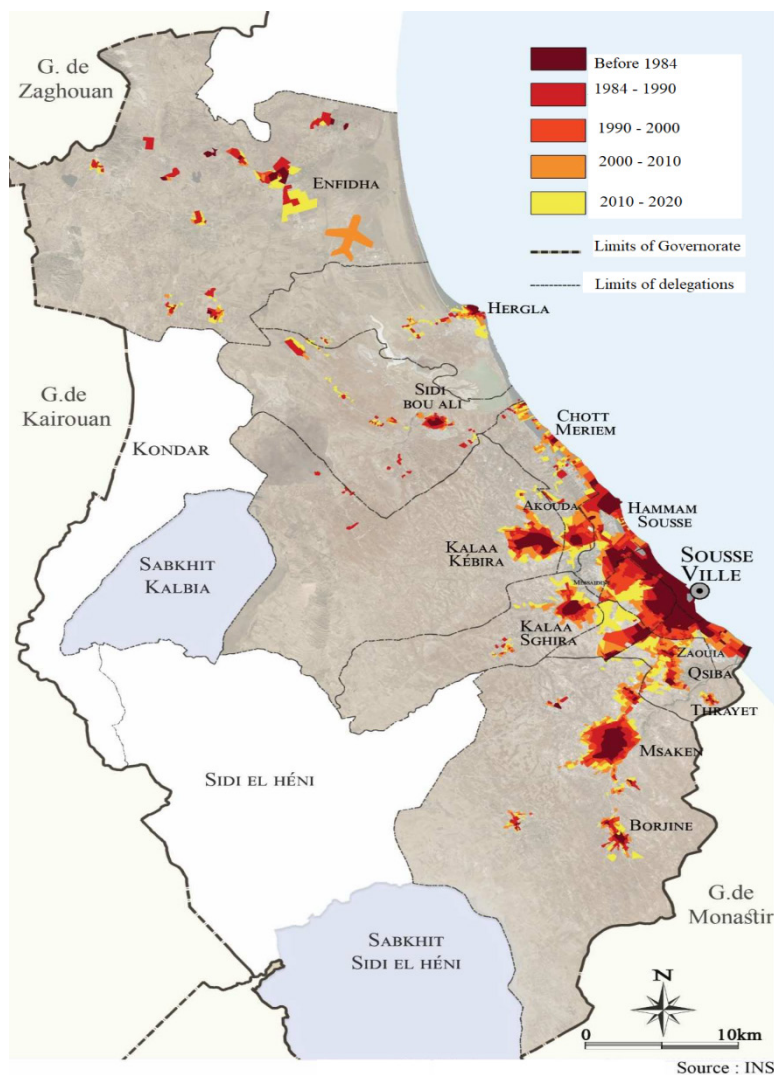 G. de
Zaghouan
Before 1984
1984 - 1990
1990 - 2000
2000 - 2010
2010 - 2020
Limits of Governorate
Limits of delegations
ENFIDHA
HERGLA
G.de
Kairouan
SIDI
BOU ALI
CHOTT
MERIEM
KONDAR
AKOUDA
HAMMAM
SOUSSE
KALAA
KÉBIRA
SABKHIT
KALBIA
SOUSSE
VILLE
KALAA
SGHIRA
ZAOUIA
QSIBA
THRAYET
MSAKEN
SIDI EL HÉNI
BORJINE
G.de
Monastir
SABKHIT
SIDI EL HÉNI
N
0 10km
Source : INS